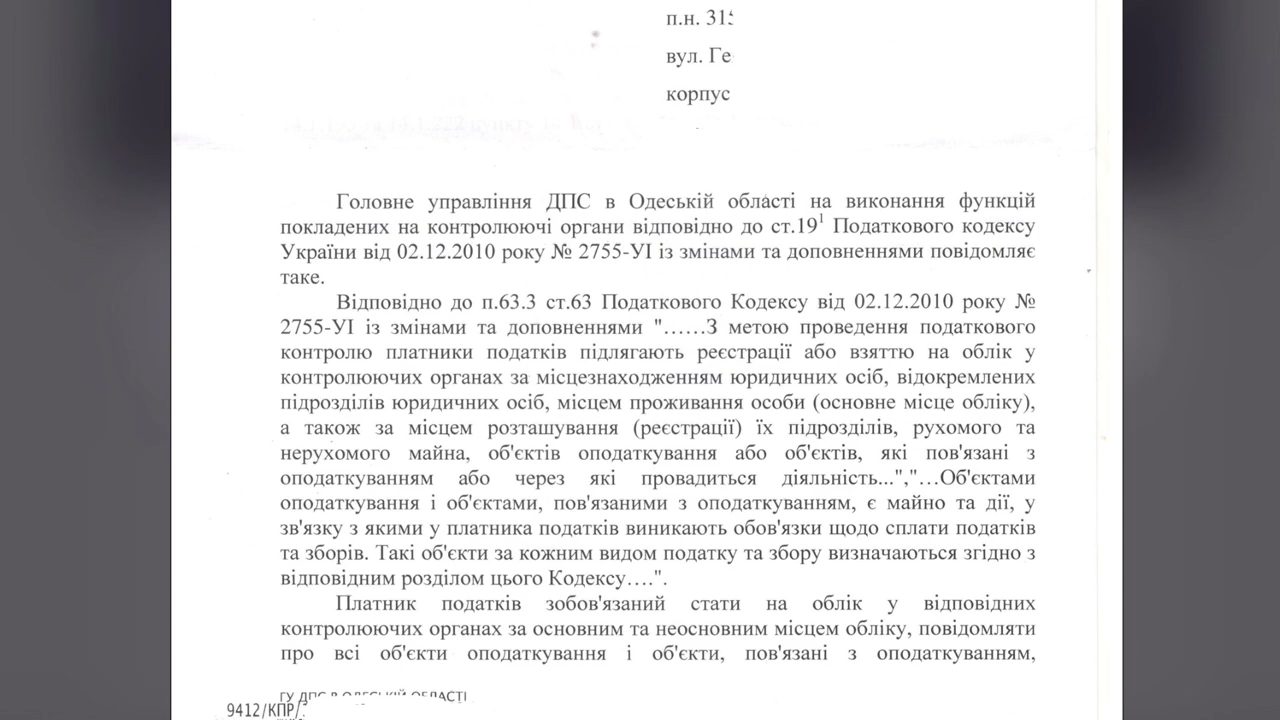 п.н. 315
вул. Ге
корпус
Головне управління ДПС в Одеській області на виконання функцій
покладених на контролюючі органи відповідно до ст.19¹ Податкового кодексу
України від 02.12.2010 року № 2755-УІ із змінами та доповненнями повідомляє
таке.
Відповідно до п.63.3 ст.63 Податкового Кодексу від 02.12.2010 року №
2755-УІ із змінами та доповненнями "……З метою проведення податкового
контролю платники податків підлягають реєстрації або взяттю на облік у
контролюючих органах за місцезнаходженням юридичних осіб, відокремлених
підрозділів юридичних осіб, місцем проживання особи (основне місце обліку),
а також за місцем розташування (реєстрації) їх підрозділів, рухомого та
нерухомого майна, об'єктів оподаткування або об'єктів, які пов'язані з
оподаткуванням або через які провадиться діяльність...","…Об'єктами
оподаткування і об'єктами, пов'язаними з оподаткуванням, є майно та дії, у
зв'язку з якими у платника податків виникають обов'язки щодо сплати податків
та зборів. Такі об'єкти за кожним видом податку та збору визначаються згідно з
відповідним розділом цього Кодексу….".
Платник податків зобов'язаний стати на облік у відповідних
контролюючих органах за основним та неосновним місцем обліку, повідомляти
про всі об'єкти оподаткування і об'єкти, пов'язані з оподаткуванням,
ГУ ДПС В ОДЕСЬКІЙ ОБЛАСТІ
9412/КПР/